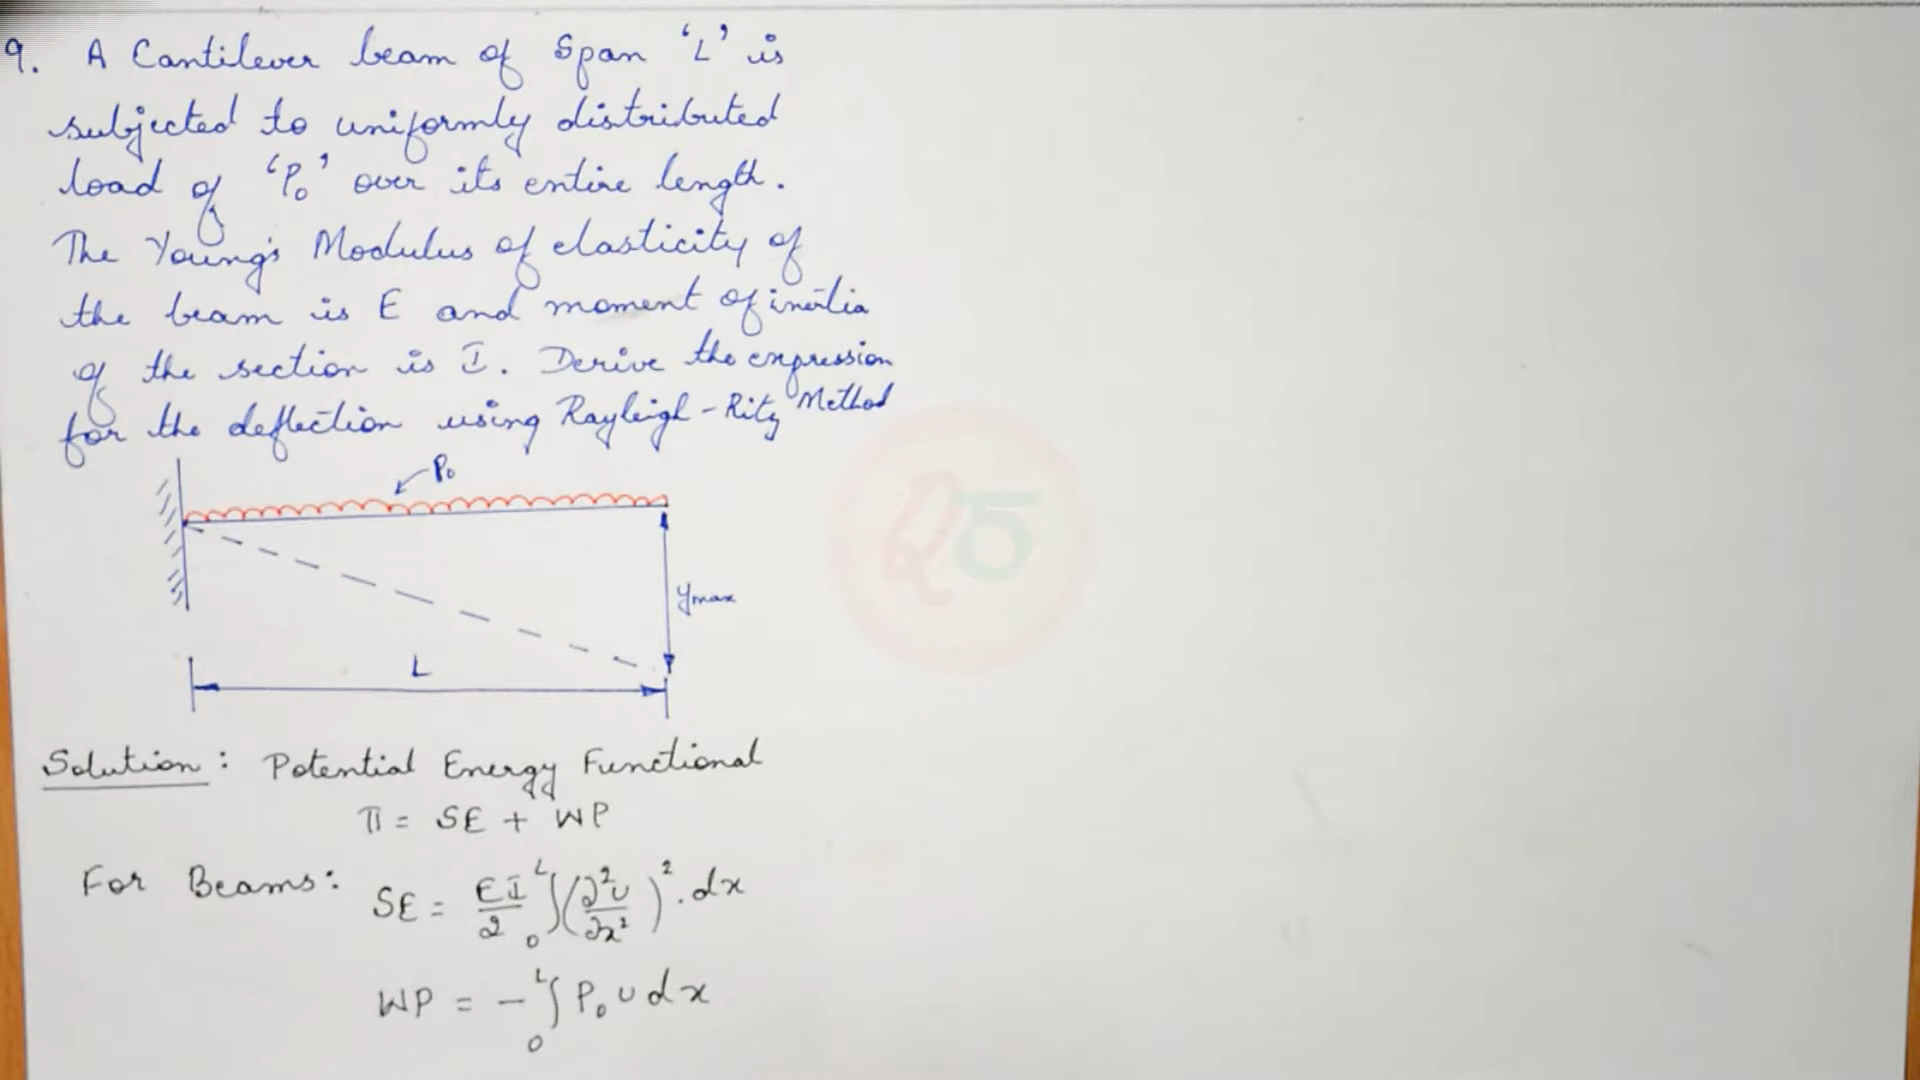 9. A Cantilever beam of Span 'L' is
subjected to uniformly distributed
load of 'P₀' over its entire length.
The Young's Modulus of elasticity of
the beam is E and moment of inertia
of the section is I. Derive the expression
for the deflection using Rayleigh-Ritz Method
P₀
ymax
L
Solution: Potential Energy Functional
π = SE + WP
For Beams: SE = EI/2 ₀∫ᴸ (∂²υ/∂x²)² . dx
WP = - ₀∫ᴸ P₀ υ dx